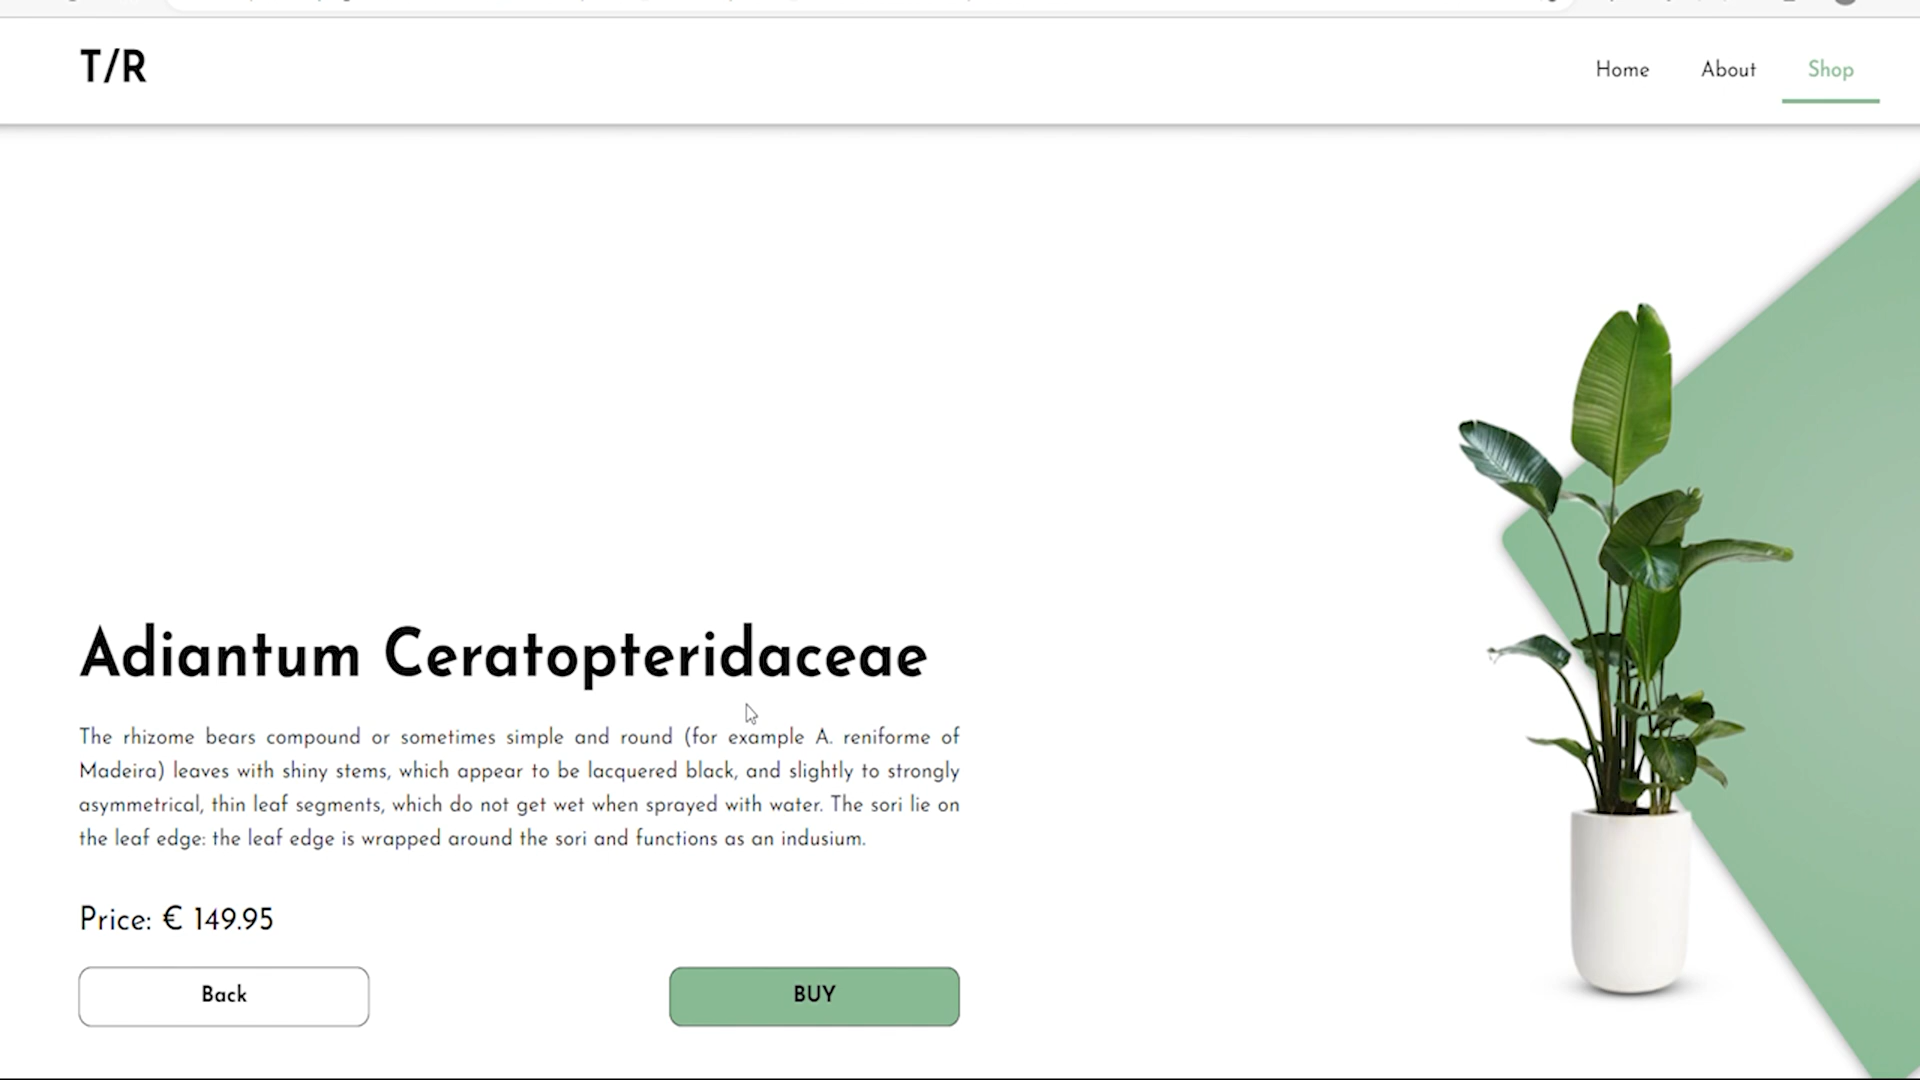 T/R
Home About Shop
Adiantum Ceratopteridaceae
The rhizome bears compound or sometimes simple and round (for example A. reniforme of
Madeira) leaves with shiny stems, which appear to be lacquered black, and slightly to strongly
asymmetrical, thin leaf segments, which do not get wet when sprayed with water. The sori lie on
the leaf edge: the leaf edge is wrapped around the sori and functions as an indusium.
Price: € 149.95
Back BUY